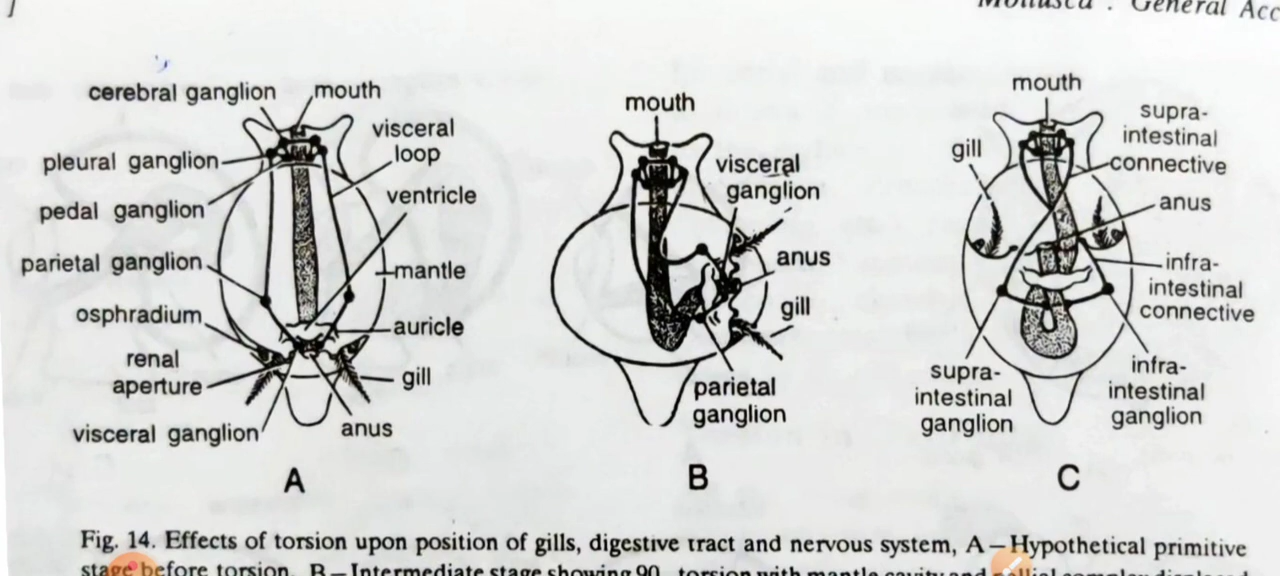 Mollusca : General Acc
cerebral ganglion
mouth
pleural ganglion
visceral
loop
pedal ganglion
ventricle
parietal ganglion
mantle
osphradium
auricle
renal
aperture
gill
visceral ganglion
anus
A
mouth
visceral
ganglion
anus
gill
parietal
ganglion
B
mouth
supra-
intestinal
connective
gill
anus
infra-
intestinal
connective
supra-
intestinal
ganglion
infra-
intestinal
ganglion
C
Fig. 14. Effects of torsion upon position of gills, digestive tract and nervous system, A—Hypothetical primitive
stage before torsion, B—Intermediate stage showing 90 torsion with mantle cavity and pallial complex displaced